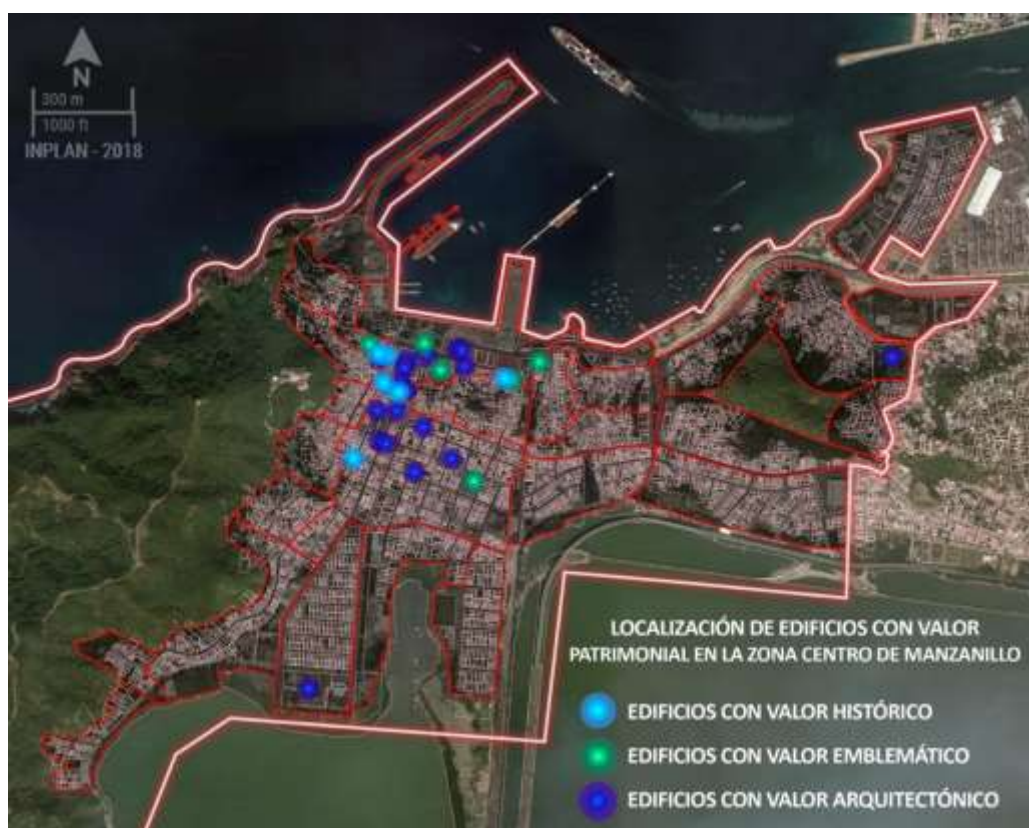 N
300 m
1000 ft
INPLAN - 2018
LOCALIZACIÓN DE EDIFICIOS CON VALOR
PATRIMONIAL EN LA ZONA CENTRO DE MANZANILLO
EDIFICIOS CON VALOR HISTÓRICO
EDIFICIOS CON VALOR EMBLEMÁTICO
EDIFICIOS CON VALOR ARQUITECTÓNICO